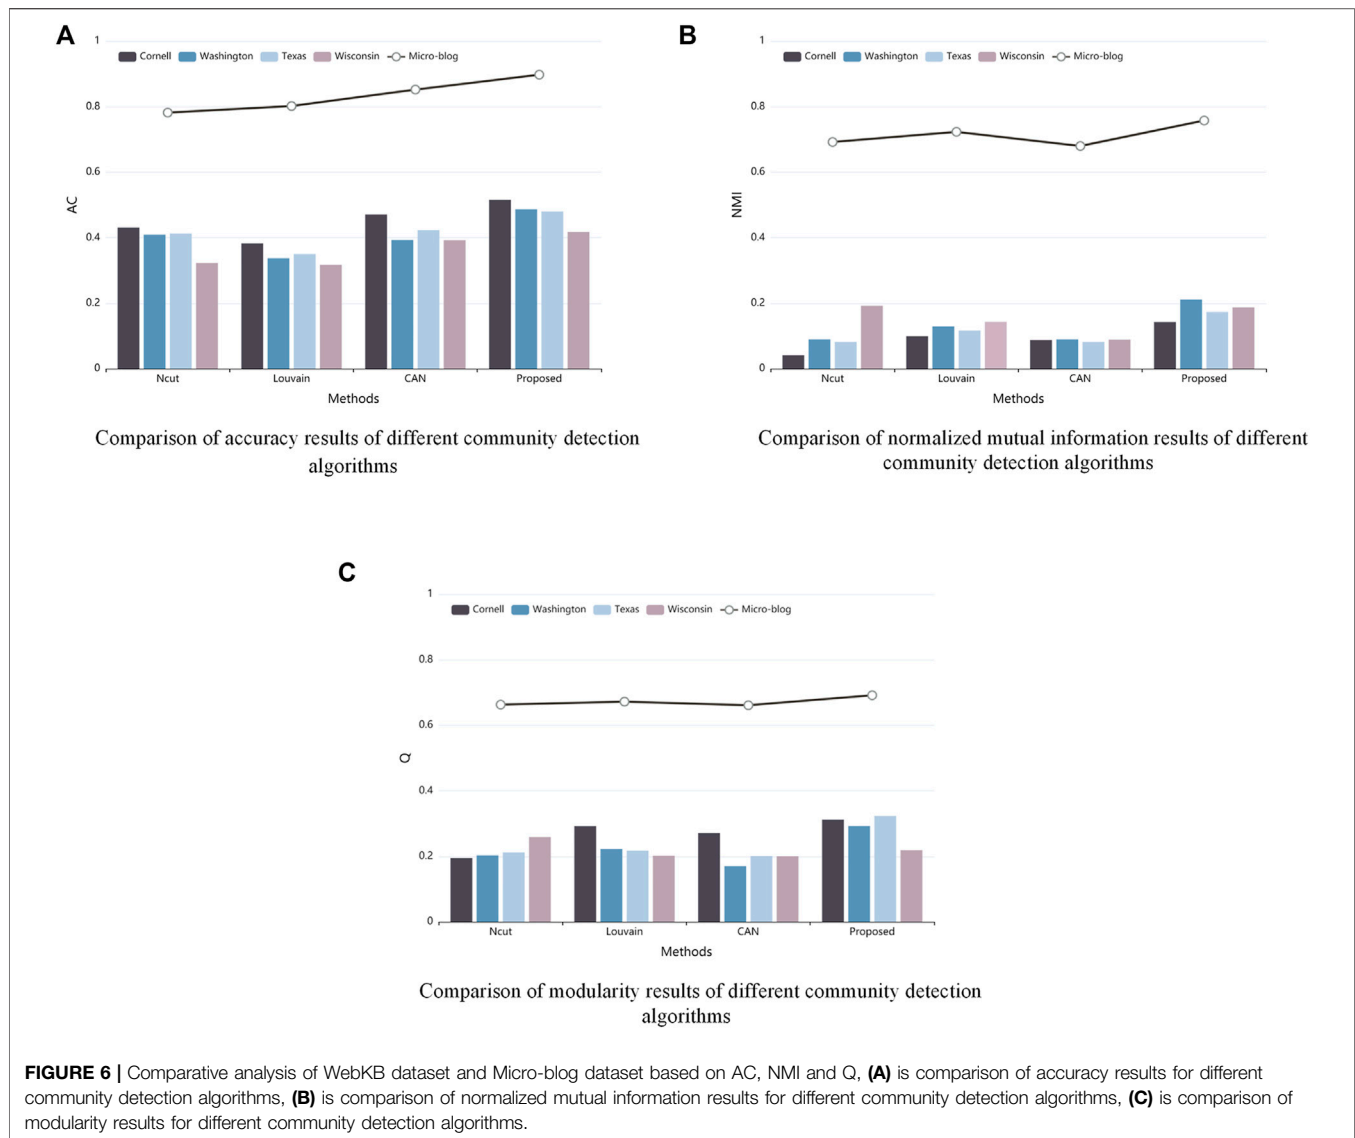 A
1
Cornell Washington Texas Wisconsin Micro-blog
0.8
0.6
AC
0.4
0.2
0
Ncut Louvain CAN Proposed
Methods
Comparison of accuracy results of different community detection
algorithms
B
1
Cornell Washington Texas Wisconsin Micro-blog
0.8
0.6
NMI
0.4
0.2
0
Ncut Louvain CAN Proposed
Methods
Comparison of normalized mutual information results of different
community detection algorithms
C
1
Cornell Washington Texas Wisconsin Micro-blog
0.8
0.6
Q
0.4
0.2
0
Ncut Louvain CAN Proposed
Methods
Comparison of modularity results of different community detection
algorithms
FIGURE 6 | Comparative analysis of WebKB dataset and Micro-blog dataset based on AC, NMI and Q, (A) is comparison of accuracy results for different
community detection algorithms, (B) is comparison of normalized mutual information results for different community detection algorithms, (C) is comparison of
modularity results for different community detection algorithms.